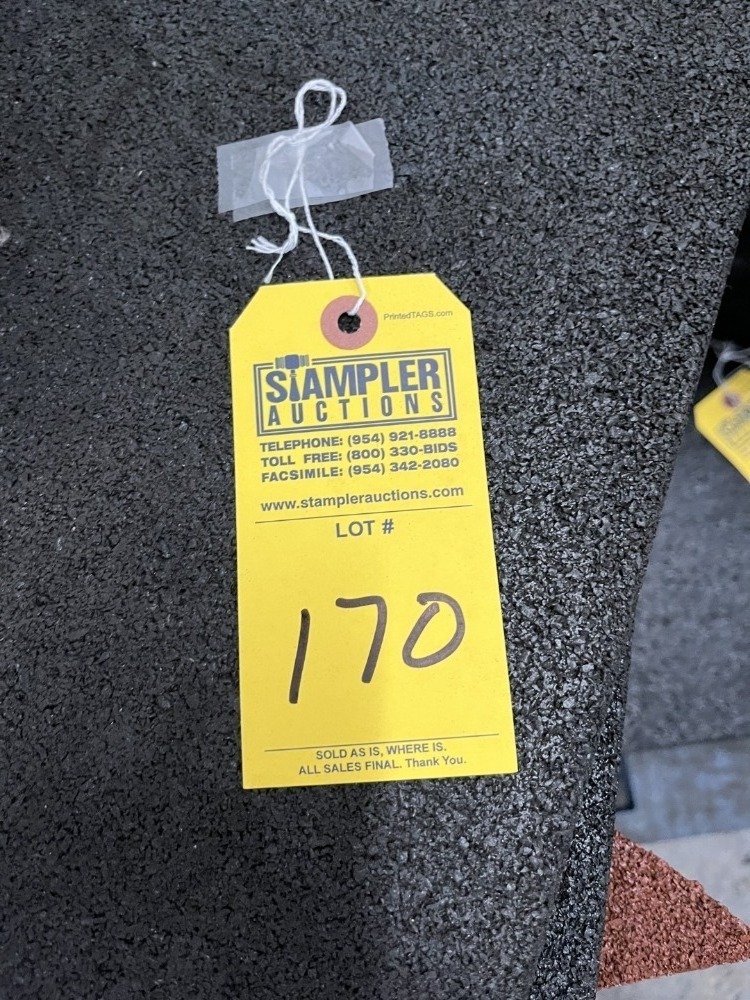 PrintedTAGS.com
STAMPLER
AUCTIONS
TELEPHONE: (954) 921-8888
TOLL FREE: (800) 330-BIDS
FACSIMILE: (954) 342-2080
www.stamplerauctions.com
LOT #
170
SOLD AS IS, WHERE IS.
ALL SALES FINAL. Thank You.